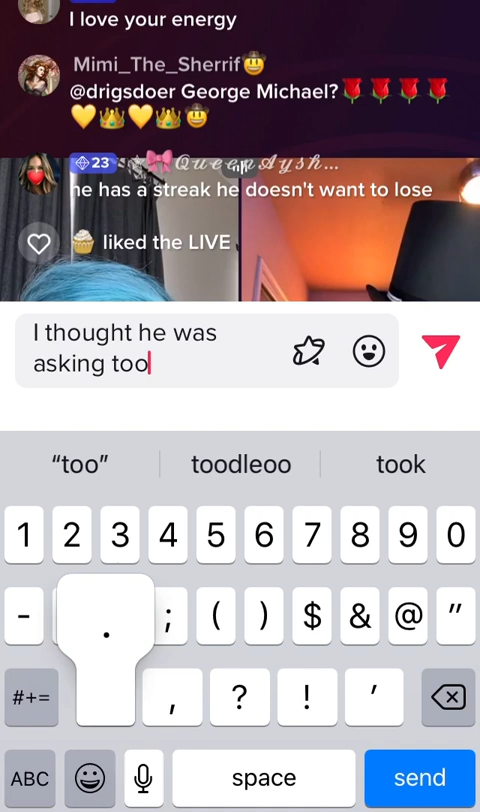 I love your energy
Mimi_The_Sherrif🤠
@drigsdoer George Michael?🌹🌹🌹🌹
💛👑💛👑🤠
23 🎀𝓠𝓾𝓮𝓮𝓷 𝓐𝔂𝓼𝓱...
he has a streak he doesn't want to lose
🧁 liked the LIVE
I thought he was
asking too
“too” toodleoo took
1 2 3 4 5 6 7 8 9 0
- ; ( ) $ & @ "
#+= . , ? ! ’
ABC space send